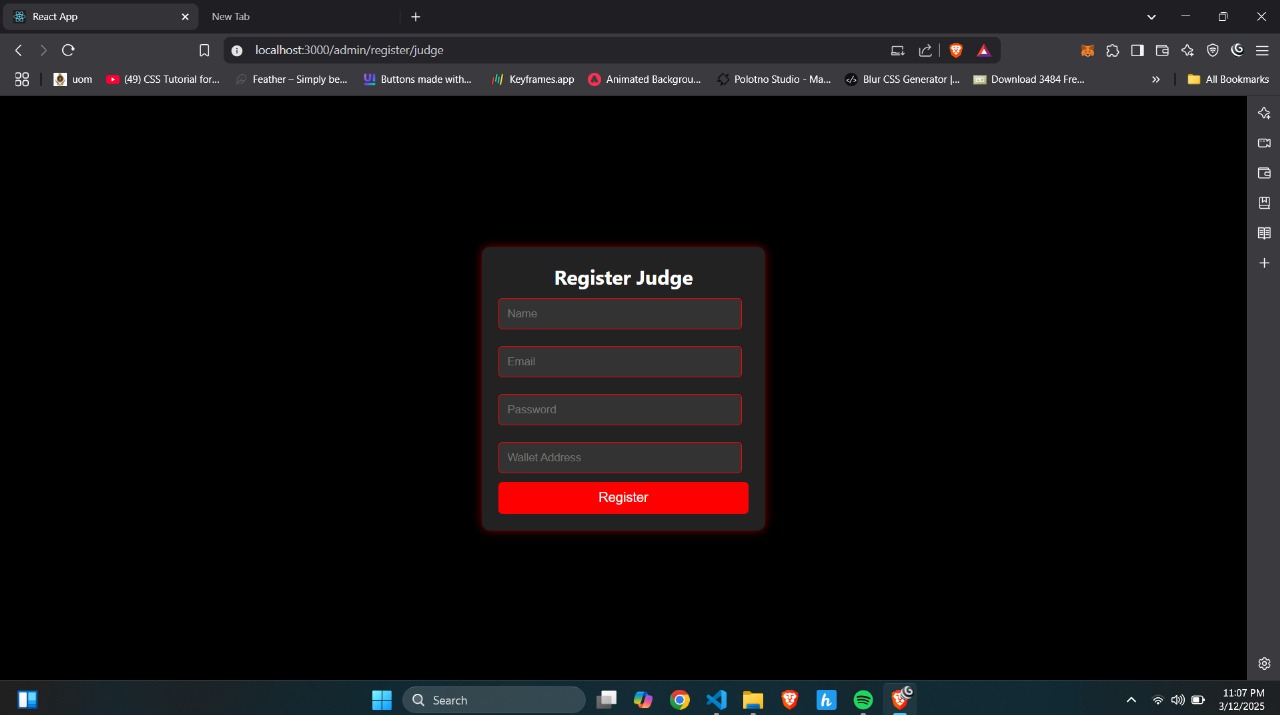 React App
New Tab
localhost:3000/admin/register/judge
uom
(49) CSS Tutorial for...
Feather – Simply be...
Buttons made with...
Keyframes.app
Animated Backgrou...
Polotno Studio - Ma...
Blur CSS Generator |...
Download 3484 Fre...
»
All Bookmarks
Register Judge
Name
Email
Password
Wallet Address
Register
Search
11:07 PM
3/12/2025